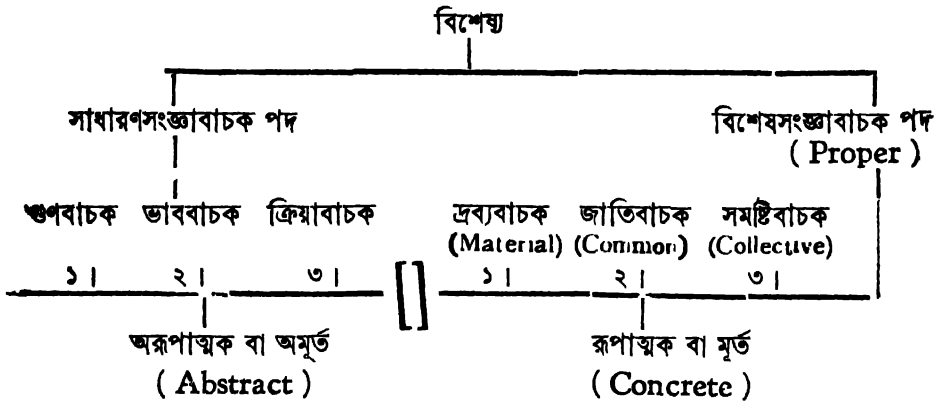 বিশেষ্য
সাধারণসংজ্ঞাবাচক পদ বিশেষসংজ্ঞাবাচক পদ
( Proper )
গুণবাচক ভাববাচক ক্রিয়াবাচক দ্রব্যবাচক জাতিবাচক সমষ্টিবাচক
(Material) (Common) (Collective)
১। ২। ৩। [] ১। ২। ৩।
অরূপাত্মক বা অমূর্ত রূপাত্মক বা মূর্ত
( Abstract ) ( Concrete )